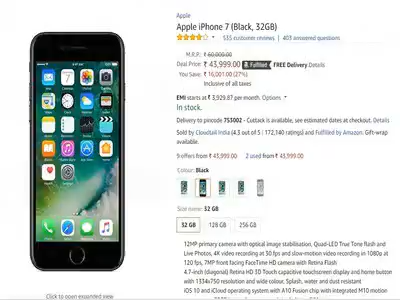 Apple
Apple iPhone 7 (Black, 32GB)
535 customer reviews | 403 answered questions
M.R.P.: ₹ 60,000.00
Deal Price: ₹ 43,999.00 Fulfilled FREE Delivery Details
You Save: ₹ 16,001.00 (27%)
Inclusive of all taxes
EMI starts at ₹ 3,929.87 per month. Options
In stock.
Delivery to pincode 753002 - Cuttack is available, see estimated dates at checkout. Details
Sold by Cloudtail India (4.3 out of 5 | 172,140 ratings) and Fulfilled by Amazon. Gift-wrap
available.
9 offers from ₹ 43,999.00 2 used from ₹ 43,999.00
Colour: Black
Size name: 32 GB
32 GB 128 GB 256 GB
12MP primary camera with optical image stabilisation, Quad-LED True Tone flash and
Live Photos, 4K video recording at 30 fps and slow-motion video recording in 1080p at
120 fps, 7MP front facing FaceTime HD camera with Retina Flash
4.7-inch (diagonal) Retina HD 3D Touch capacitive touchscreen display and home button
with 1334x750 resolution and wide colour. Splash, water and dust resistant
iOS 10 and iCloud operating system with A10 Fusion chip with integrated M10 motion
Click to open expanded view